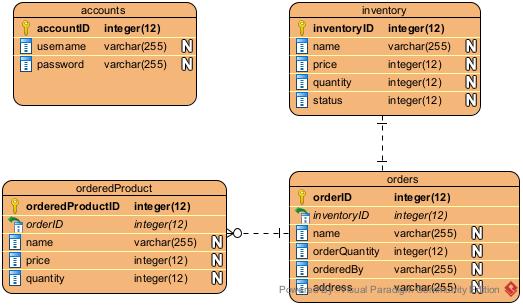 accounts
accountID integer(12)
username varchar(255) N
password varchar(255) N
inventory
inventoryID integer(12)
name varchar(255) N
price integer(12) N
quantity integer(12) N
status integer(12) N
orderedProduct
orderedProductID integer(12)
orderID integer(12)
name varchar(255) N
price integer(12) N
quantity integer(12) N
orders
orderID integer(12)
inventoryID integer(12)
name varchar(255) N
orderQuantity integer(12) N
orderedBy varchar(255) N
address varchar(255) N
Powered By Visual Paradigm Community Edition